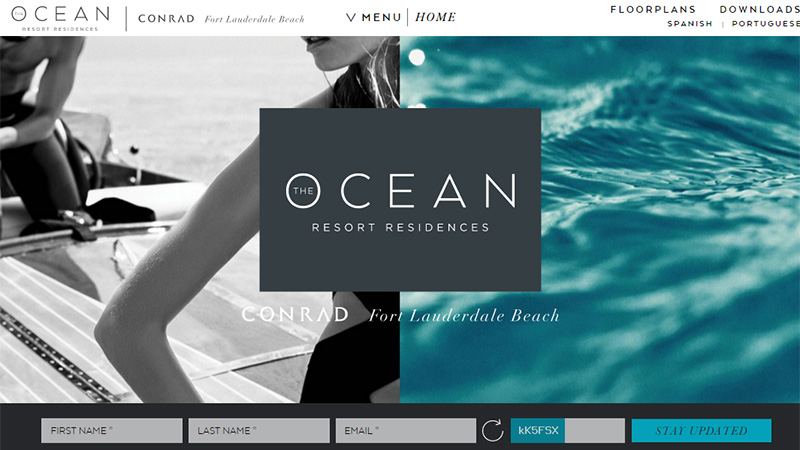 THE OCEAN
RESORT RESIDENCES
CONRAD Fort Lauderdale Beach
MENU HOME
FLOORPLANS DOWNLOADS
SPANISH | PORTUGUESE
THE OCEAN
RESORT RESIDENCES
CONRAD Fort Lauderdale Beach
FIRST NAME * LAST NAME * EMAIL * kK5FSX STAY UPDATED